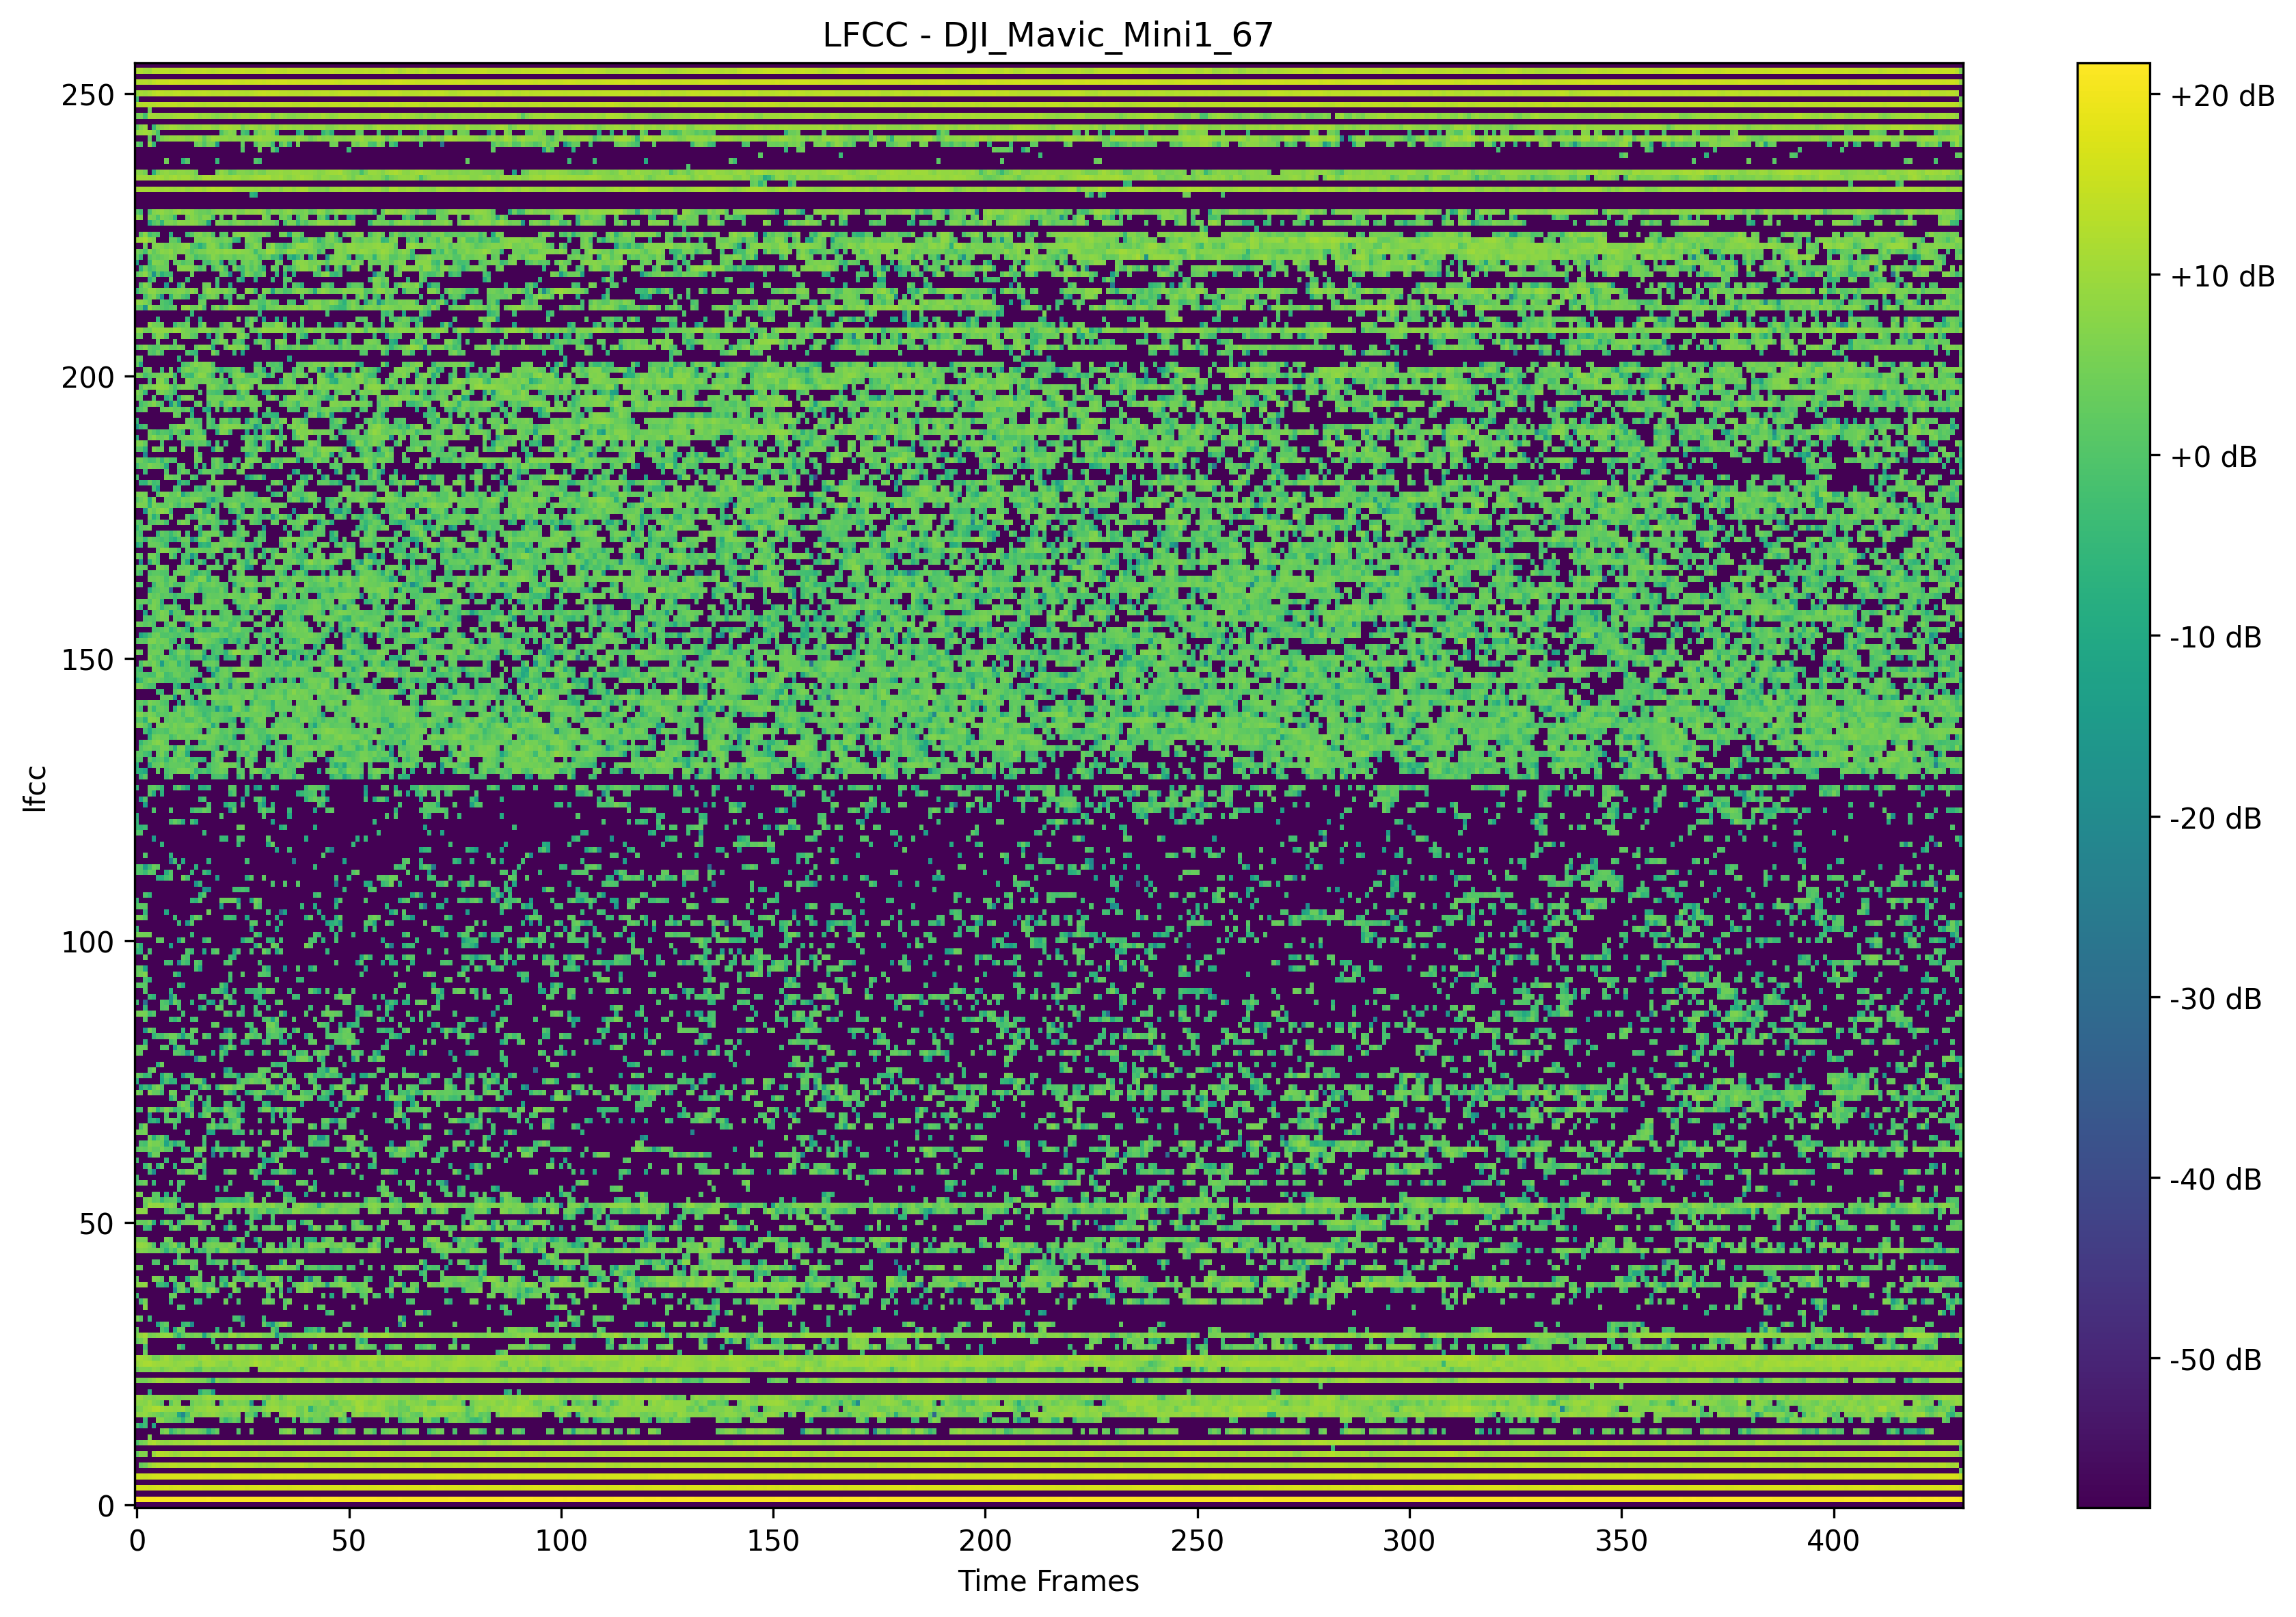 LFCC - DJI_Mavic_Mini1_67
250
200
150
100
50
0
lfcc
0 50 100 150 200 250 300 350 400
Time Frames
+20 dB
+10 dB
+0 dB
-10 dB
-20 dB
-30 dB
-40 dB
-50 dB